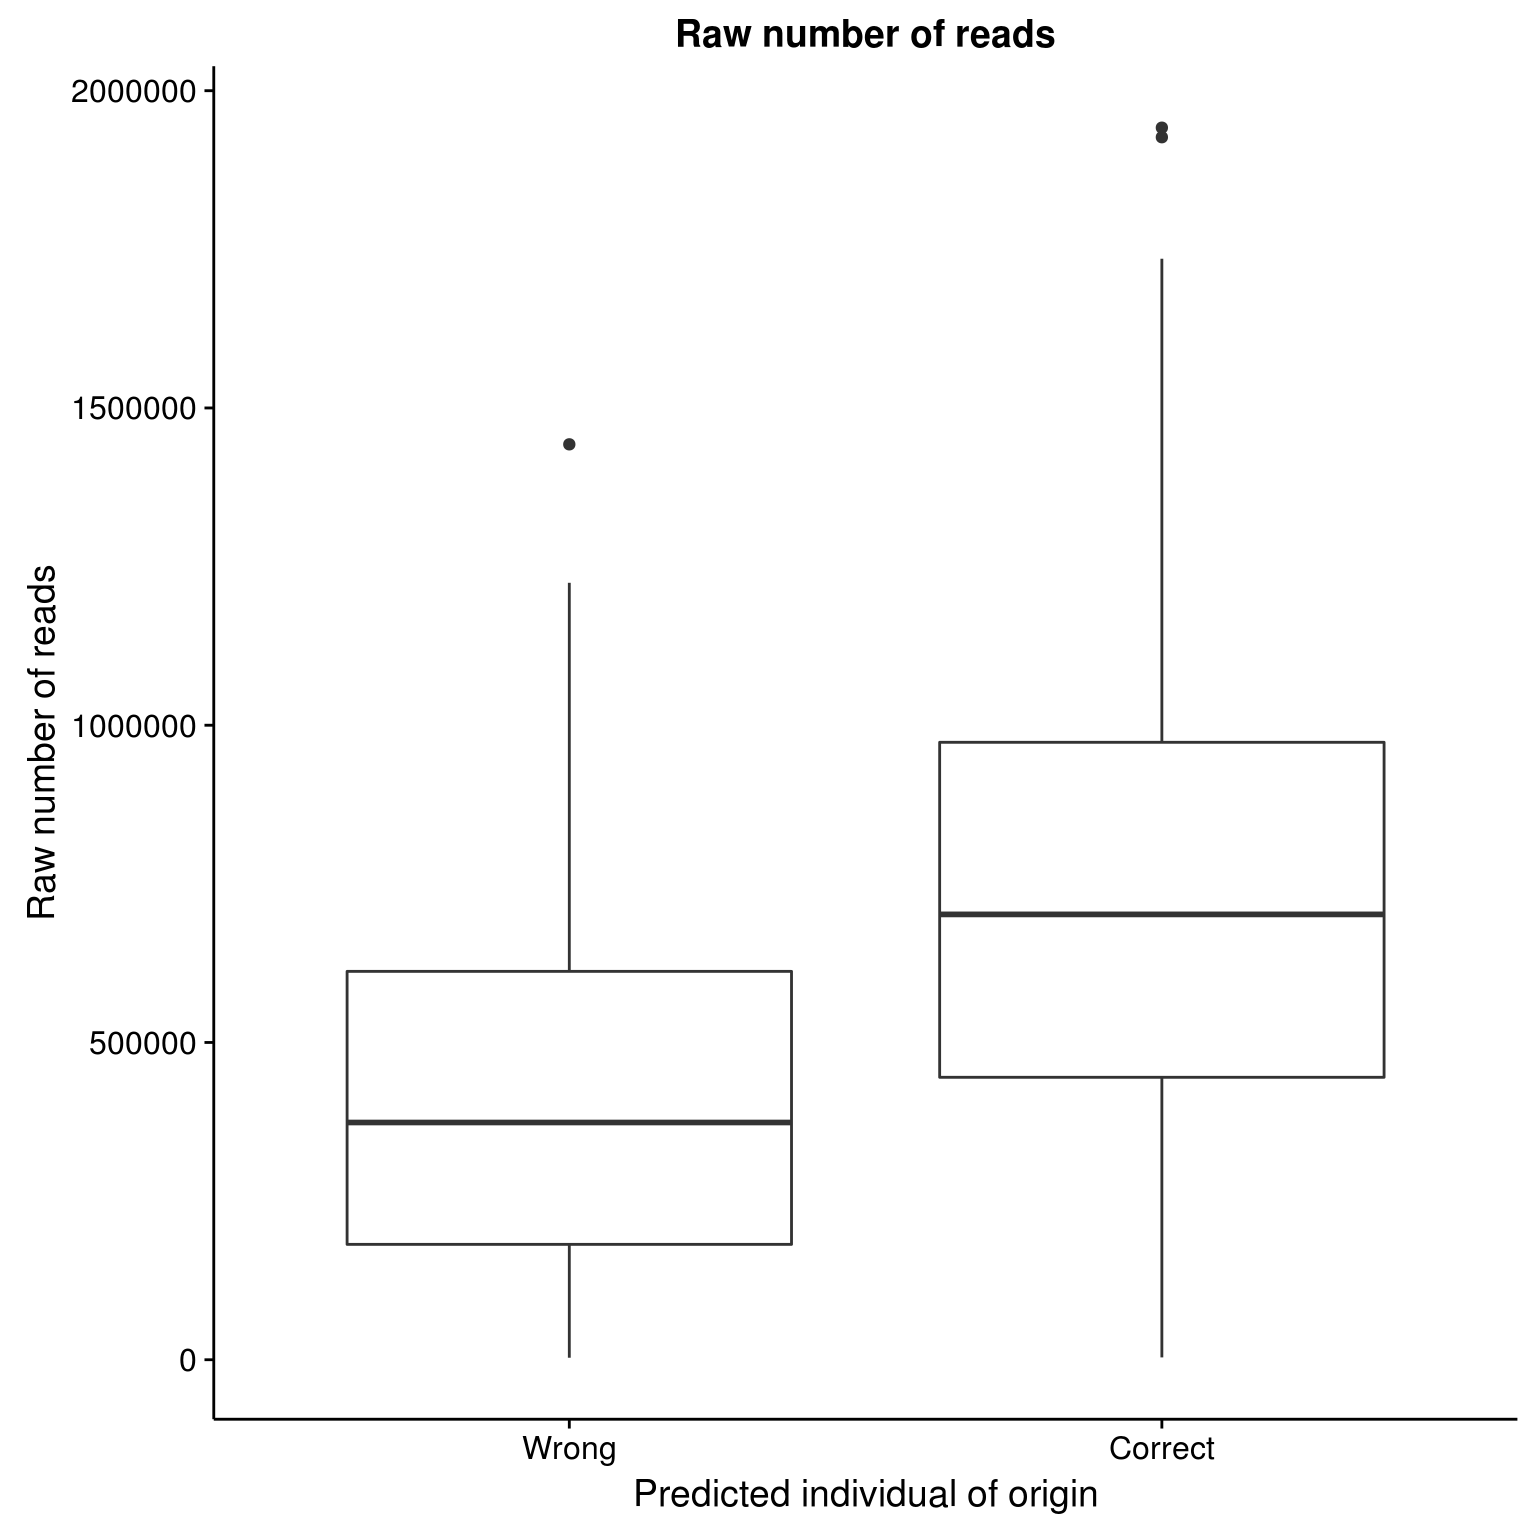 Raw number of reads
Raw number of reads
2000000
1500000
1000000
500000
0
Wrong
Correct
Predicted individual of origin